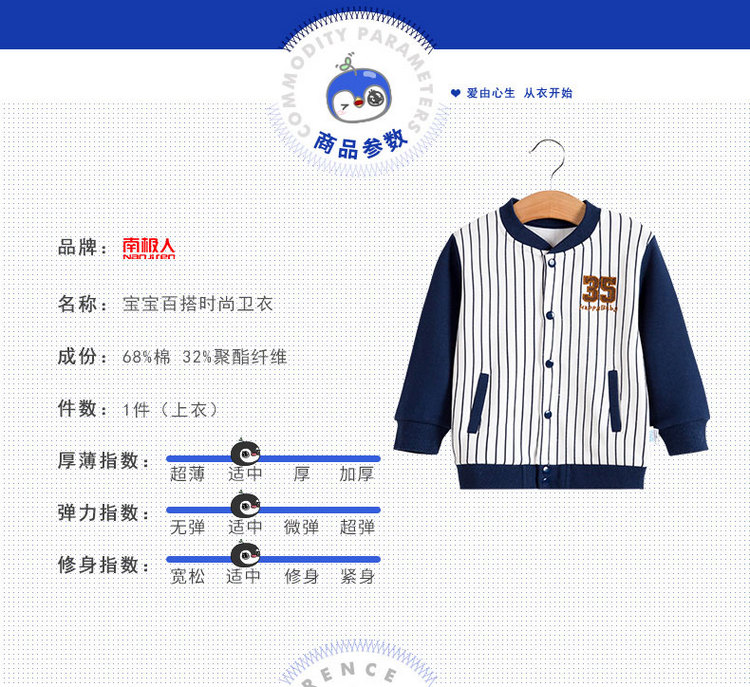 COMMODITY PARAMETERS
商品参数
爱由心生 从衣开始
品牌：南极人
Nanjiren
名称：宝宝百搭时尚卫衣
成份：68%棉 32%聚酯纤维
件数：1件（上衣）
35
厚薄指数：
超薄 适中 厚 加厚
弹力指数：
无弹 适中 微弹 超弹
修身指数：
宽松 适中 修身 紧身
RENCE